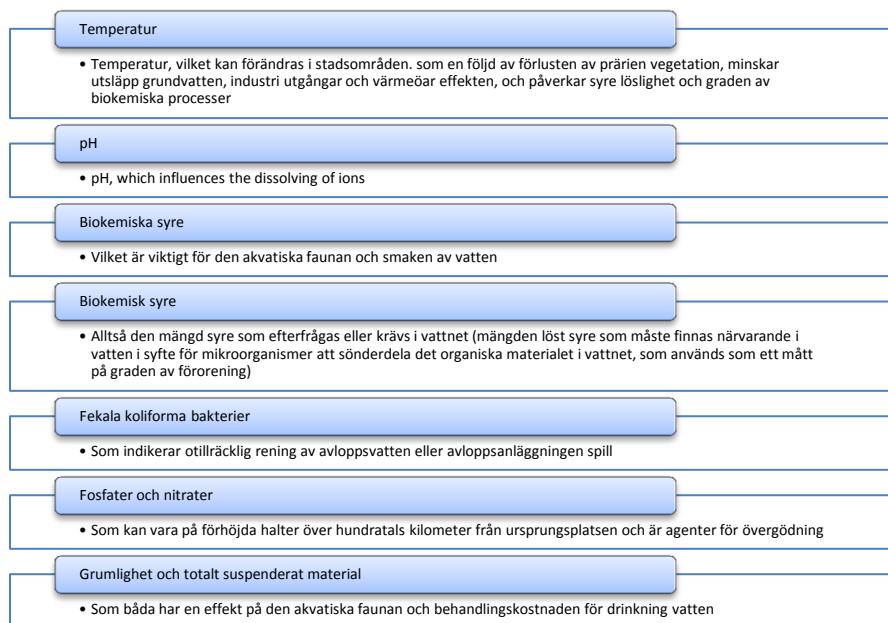 Temperatur
• Temperatur, vilket kan förändras i stadsområden. som en följd av förlusten av prärien vegetation, minskar
utsläpp grundvatten, industri utgångar och värmeöar effekten, och påverkar syre löslighet och graden av
biokemiska processer
pH
• pH, which influences the dissolving of ions
Biokemiska syre
• Vilket är viktigt för den akvatiska faunan och smaken av vatten
Biokemisk syre
• Alltså den mängd syre som efterfrågas eller krävs i vattnet (mängden löst syre som måste finnas närvarande i
vatten i syfte för mikroorganismer att sönderdela det organiska materialet i vattnet, som används som ett mått
på graden av förorening)
Fekala koliforma bakterier
• Som indikerar otillräcklig rening av avloppsvatten eller avloppsanläggningen spill
Fosfater och nitrater
• Som kan vara på förhöjda halter över hundratals kilometer från ursprungsplatsen och är agenter för övergödning
Grumlighet och totalt suspenderat material
• Som båda har en effekt på den akvatiska faunan och behandlingskostnaden för drinkning vatten